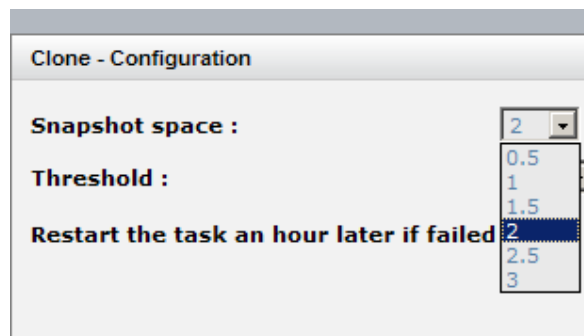 Clone - Configuration
Snapshot space : 2
0.5
Threshold : 1
1.5
Restart the task an hour later if failed 2
2.5
3